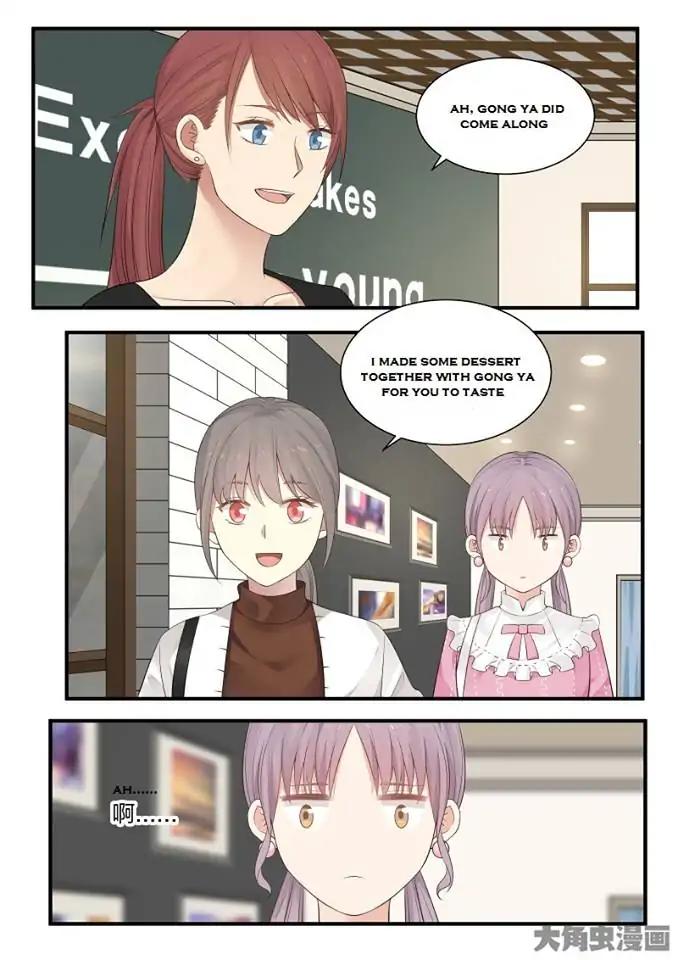 AH, GONG YA DID
COME ALONG
Exe
akes
young
I MADE SOME DESSERT
TOGETHER WITH GONG YA
FOR YOU TO TASTE
AH......
啊......
大角虫漫画